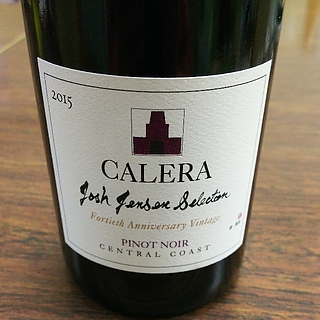 2015
CALERA
Josh Jensen Selection
Fortieth Anniversary Vintage
PINOT NOIR
CENTRAL COAST